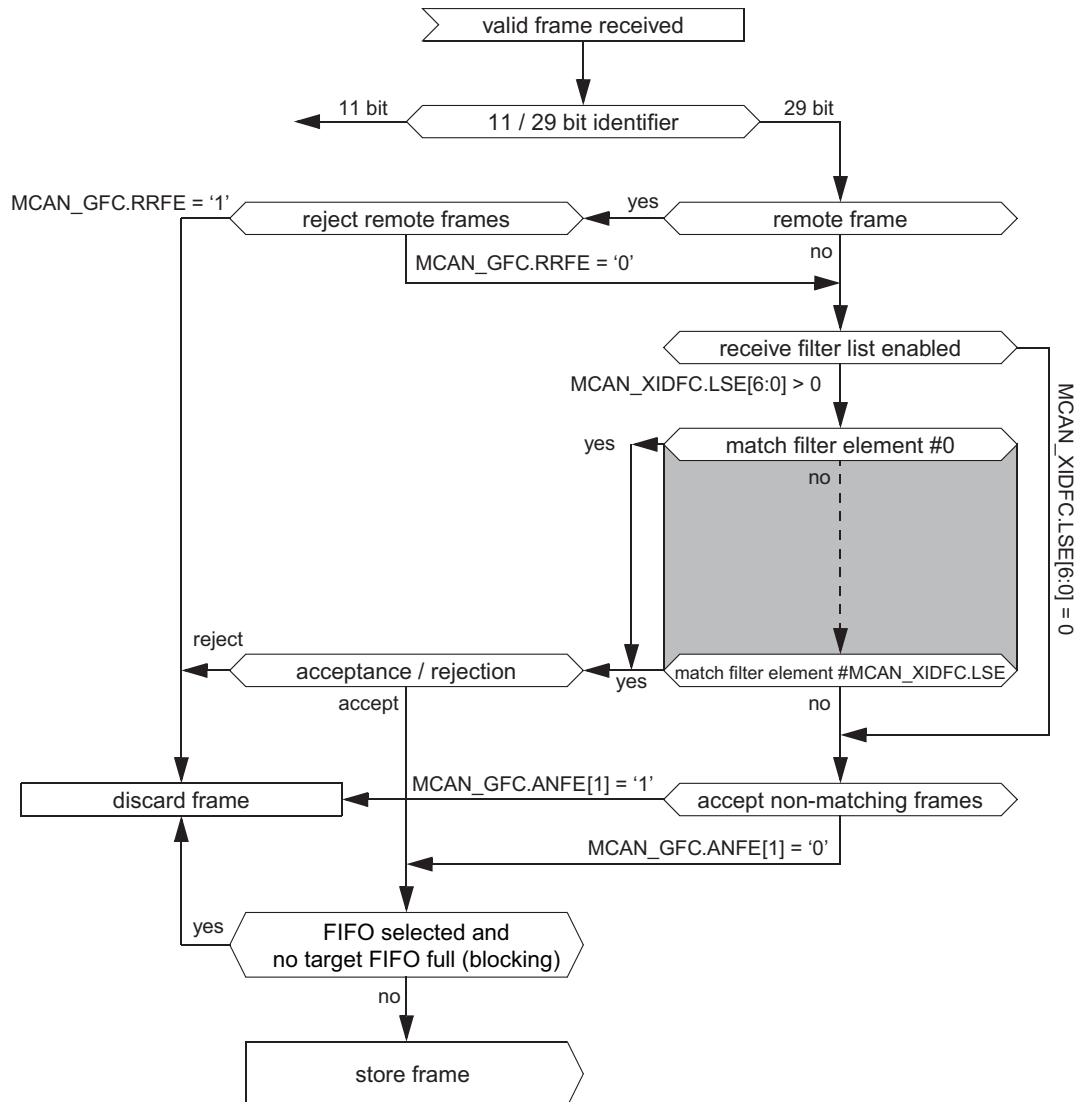 valid frame received
11 bit
11 / 29 bit identifier
29 bit
MCAN_GFC.RRFE = ‘1’
reject remote frames
yes
remote frame
MCAN_GFC.RRFE = ‘0’
no
receive filter list enabled
MCAN_XIDFC.LSE[6:0] > 0
MCAN_XIDFC.LSE[6:0] = 0
yes
match filter element #0
no
reject
acceptance / rejection
yes
match filter element #MCAN_XIDFC.LSE
accept
no
discard frame
MCAN_GFC.ANFE[1] = ‘1’
accept non-matching frames
MCAN_GFC.ANFE[1] = ‘0’
yes
FIFO selected and
no target FIFO full (blocking)
no
store frame